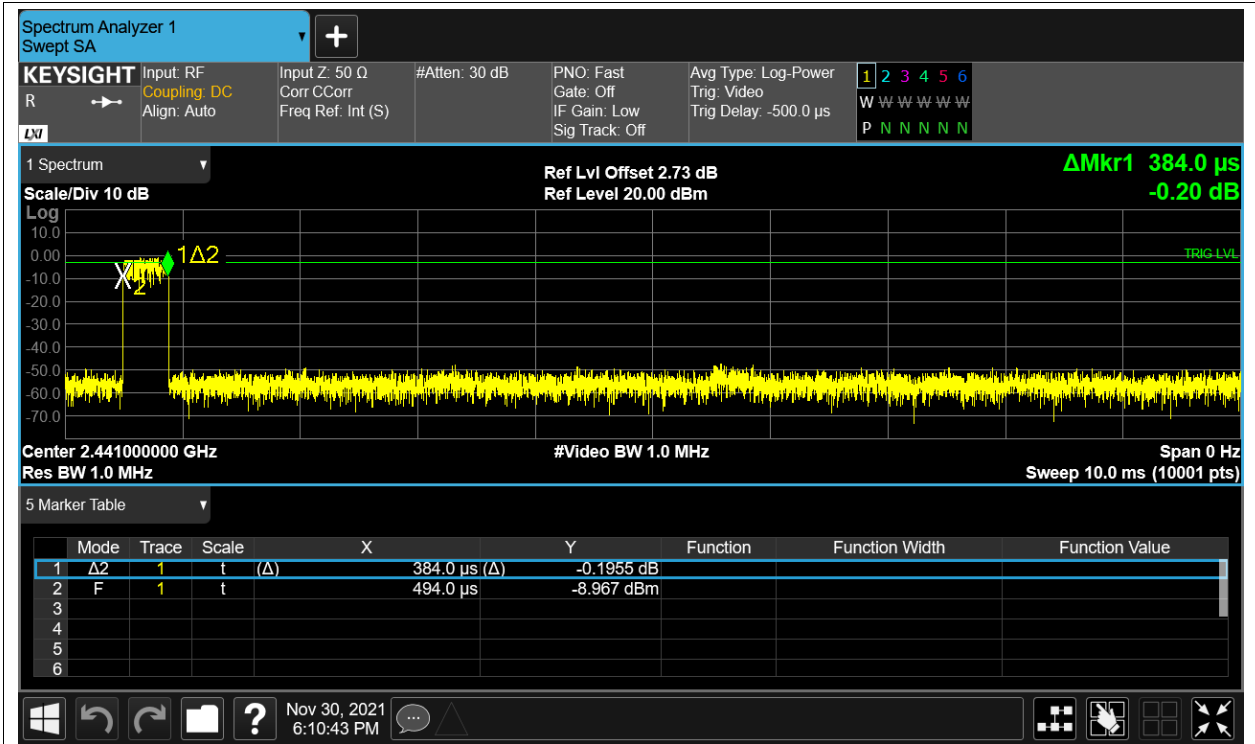 Spectrum Analyzer 1
Swept SA
KEYSIGHT Input: RF Input Z: 50 Ω #Atten: 30 dB PNO: Fast Avg Type: Log-Power 1 2 3 4 5 6
R Coupling: DC Corr CCorr Gate: Off Trig: Video W W W W W W
Align: Auto Freq Ref: Int (S) IF Gain: Low Trig Delay: -500.0 µs
LXI Sig Track: Off P N N N N N
1 Spectrum Ref Lvl Offset 2.73 dB ΔMkr1 384.0 µs
Scale/Div 10 dB Ref Level 20.00 dBm -0.20 dB
Log
10.0
0.00 1Δ2 TRIG LVL
-10.0 X2
-20.0
-30.0
-40.0
-50.0
-60.0
-70.0
Center 2.441000000 GHz #Video BW 1.0 MHz Span 0 Hz
Res BW 1.0 MHz Sweep 10.0 ms (10001 pts)
5 Marker Table
Mode Trace Scale X Y Function Function Width Function Value
1 Δ2 1 t (Δ) 384.0 µs (Δ) -0.1955 dB
2 F 1 t 494.0 µs -8.967 dBm
3
4
5
6
? Nov 30, 2021
6:10:43 PM